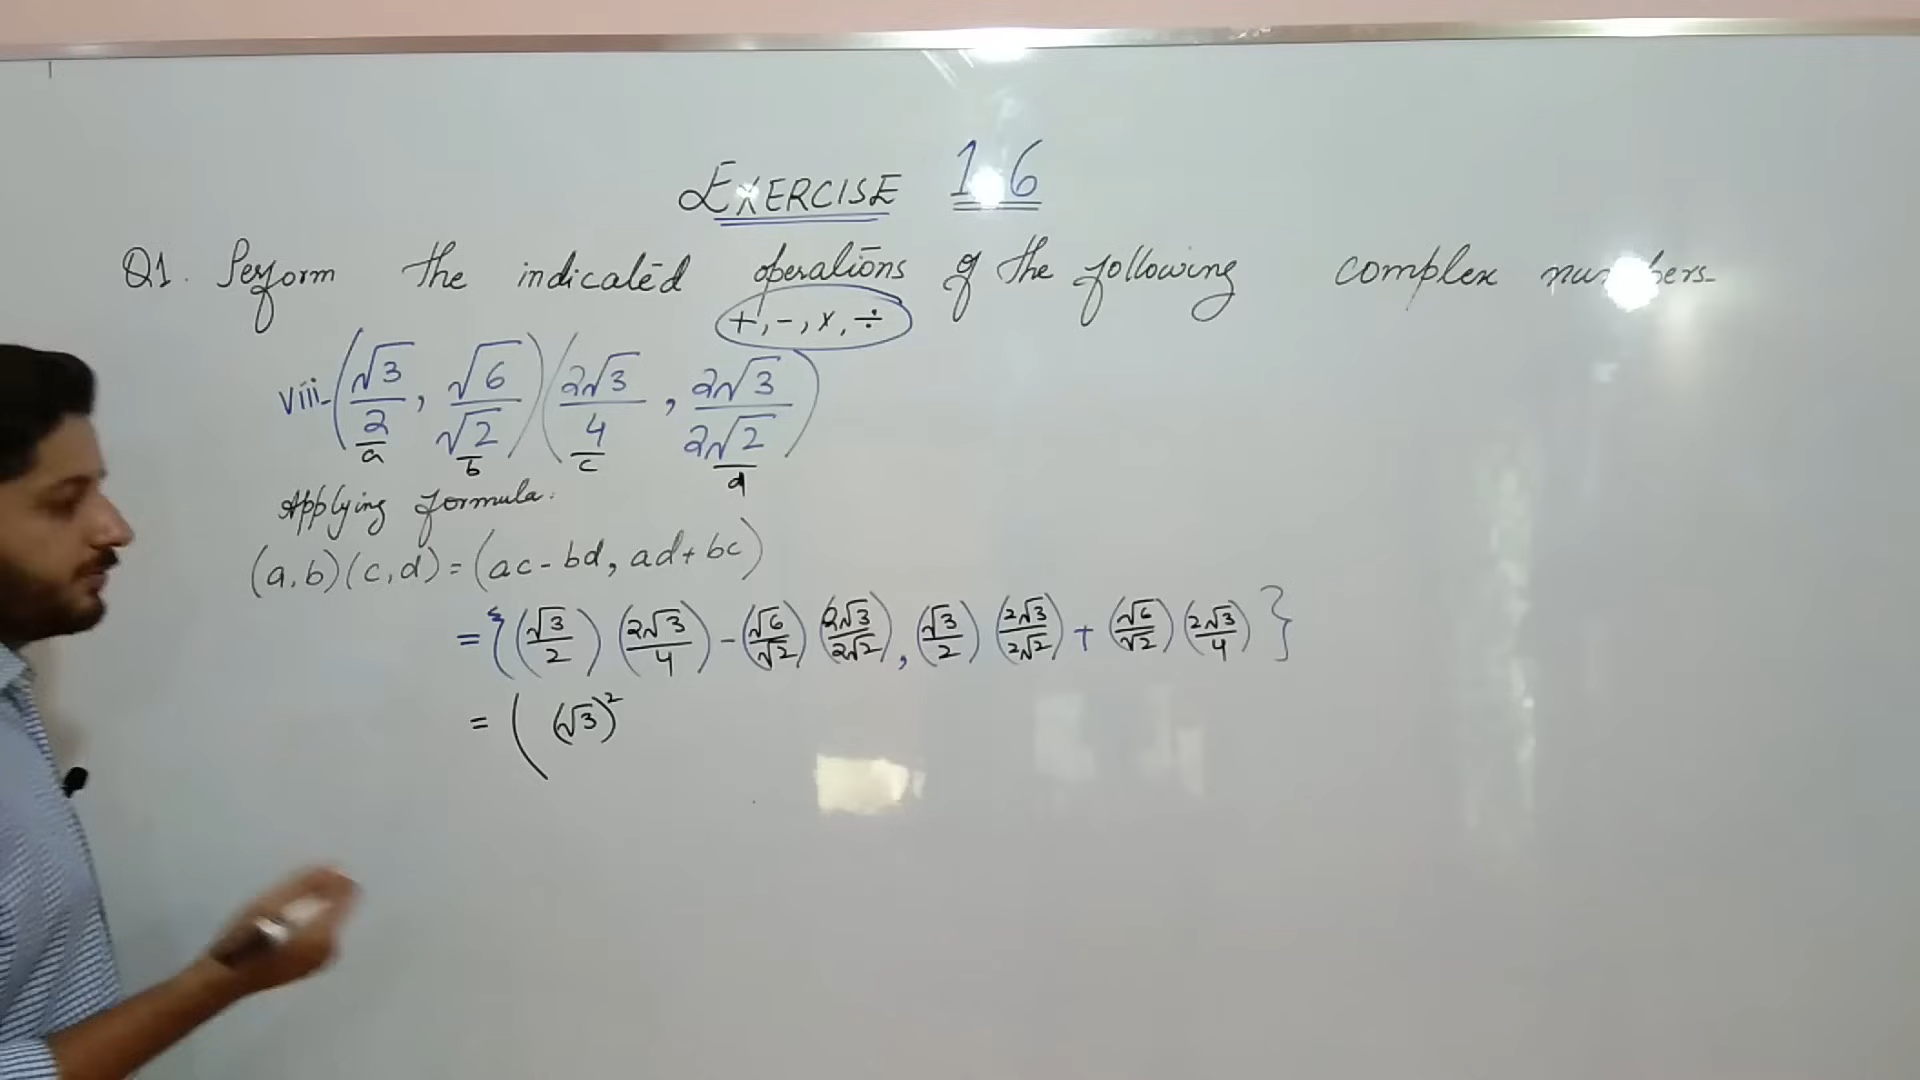 EXERCISE 1.6
Q1. Perform the indicated operations of the following complex numbers.
+, -, x, ÷
viii- (√3/2, √6/√2)(2√3/4, 2√3/2√2)
a b c d
Applying formula:
(a,b)(c,d) = (ac - bd, ad + bc)
= {(√3/2)(2√3/4) - (√6/√2)(2√3/2√2), (√3/2)(2√3/2√2) + (√6/√2)(2√3/4)}
= ( (√3)²